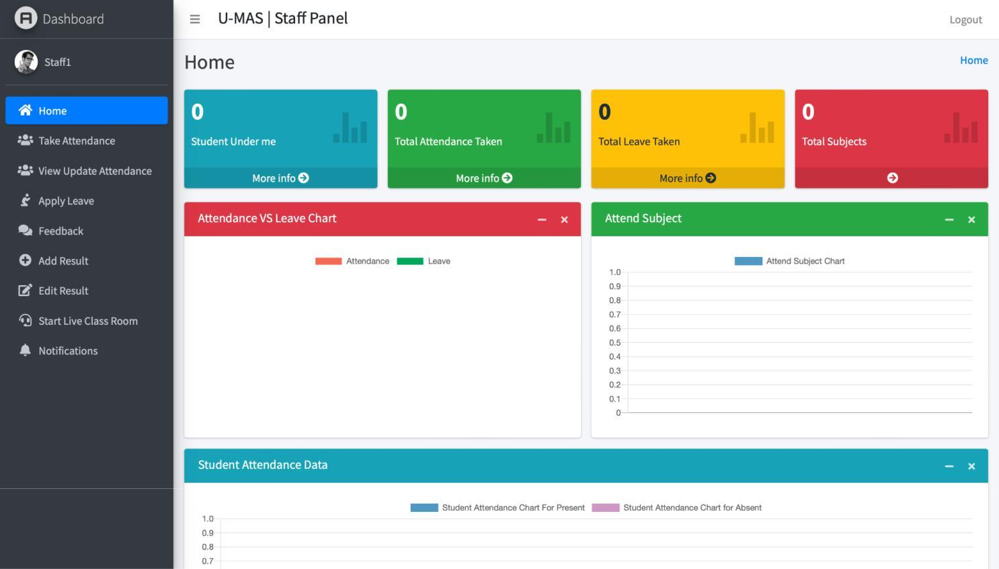 Dashboard
Staff1
Home
Take Attendance
View Update Attendance
Apply Leave
Feedback
Add Result
Edit Result
Start Live Class Room
Notifications
U-MAS | Staff Panel
Logout
Home
Home
0
Student Under me
More info
0
Total Attendance Taken
More info
0
Total Leave Taken
More info
0
Total Subjects
Attendance VS Leave Chart
Attendance Leave
Attend Subject
Attend Subject Chart
1.0
0.9
0.8
0.7
0.6
0.5
0.4
0.3
0.2
0.1
0
Student Attendance Data
Student Attendance Chart For Present Student Attendance Chart for Absent
1.0
0.9
0.8
0.7